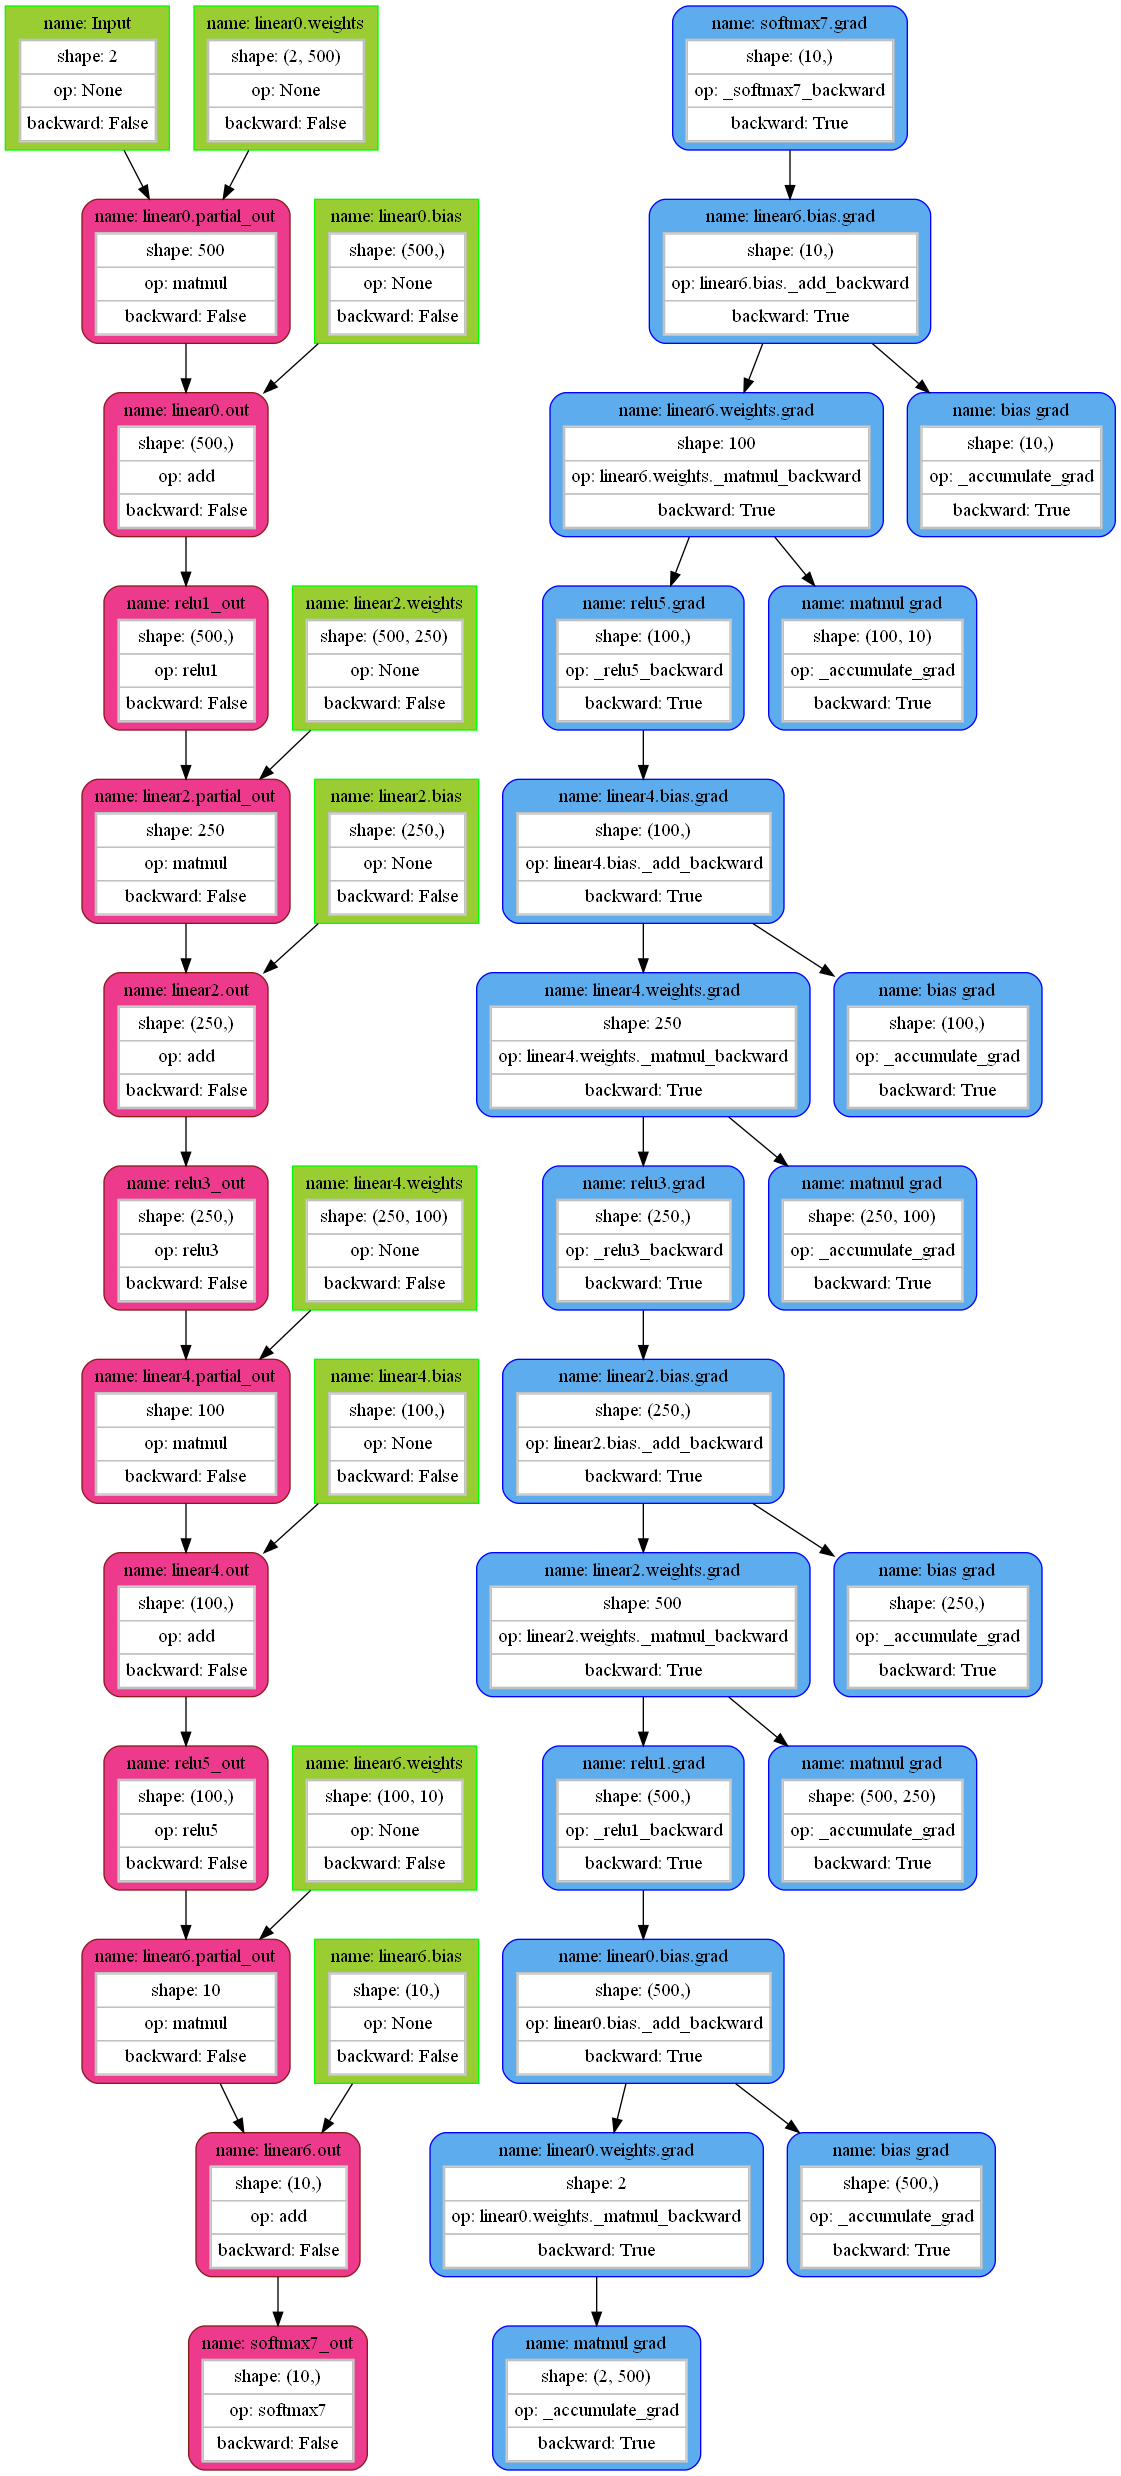 name: Input
shape: 2
op: None
backward: False
name: linear0.weights
shape: (2, 500)
op: None
backward: False
name: softmax7.grad
shape: (10,)
op: _softmax7_backward
backward: True
name: linear0.partial_out
shape: 500
op: matmul
backward: False
name: linear0.bias
shape: (500,)
op: None
backward: False
name: linear6.bias.grad
shape: (10,)
op: linear6.bias._add_backward
backward: True
name: linear0.out
shape: (500,)
op: add
backward: False
name: linear6.weights.grad
shape: 100
op: linear6.weights._matmul_backward
backward: True
name: bias grad
shape: (10,)
op: _accumulate_grad
backward: True
name: relu1_out
shape: (500,)
op: relu1
backward: False
name: linear2.weights
shape: (500, 250)
op: None
backward: False
name: relu5.grad
shape: (100,)
op: _relu5_backward
backward: True
name: matmul grad
shape: (100, 10)
op: _accumulate_grad
backward: True
name: linear2.partial_out
shape: 250
op: matmul
backward: False
name: linear2.bias
shape: (250,)
op: None
backward: False
name: linear4.bias.grad
shape: (100,)
op: linear4.bias._add_backward
backward: True
name: linear2.out
shape: (250,)
op: add
backward: False
name: linear4.weights.grad
shape: 250
op: linear4.weights._matmul_backward
backward: True
name: bias grad
shape: (100,)
op: _accumulate_grad
backward: True
name: relu3_out
shape: (250,)
op: relu3
backward: False
name: linear4.weights
shape: (250, 100)
op: None
backward: False
name: relu3.grad
shape: (250,)
op: _relu3_backward
backward: True
name: matmul grad
shape: (250, 100)
op: _accumulate_grad
backward: True
name: linear4.partial_out
shape: 100
op: matmul
backward: False
name: linear4.bias
shape: (100,)
op: None
backward: False
name: linear2.bias.grad
shape: (250,)
op: linear2.bias._add_backward
backward: True
name: linear4.out
shape: (100,)
op: add
backward: False
name: linear2.weights.grad
shape: 500
op: linear2.weights._matmul_backward
backward: True
name: bias grad
shape: (250,)
op: _accumulate_grad
backward: True
name: relu5_out
shape: (100,)
op: relu5
backward: False
name: linear6.weights
shape: (100, 10)
op: None
backward: False
name: relu1.grad
shape: (500,)
op: _relu1_backward
backward: True
name: matmul grad
shape: (500, 250)
op: _accumulate_grad
backward: True
name: linear6.partial_out
shape: 10
op: matmul
backward: False
name: linear6.bias
shape: (10,)
op: None
backward: False
name: linear0.bias.grad
shape: (500,)
op: linear0.bias._add_backward
backward: True
name: linear6.out
shape: (10,)
op: add
backward: False
name: linear0.weights.grad
shape: 2
op: linear0.weights._matmul_backward
backward: True
name: bias grad
shape: (500,)
op: _accumulate_grad
backward: True
name: softmax7_out
shape: (10,)
op: softmax7
backward: False
name: matmul grad
shape: (2, 500)
op: _accumulate_grad
backward: True